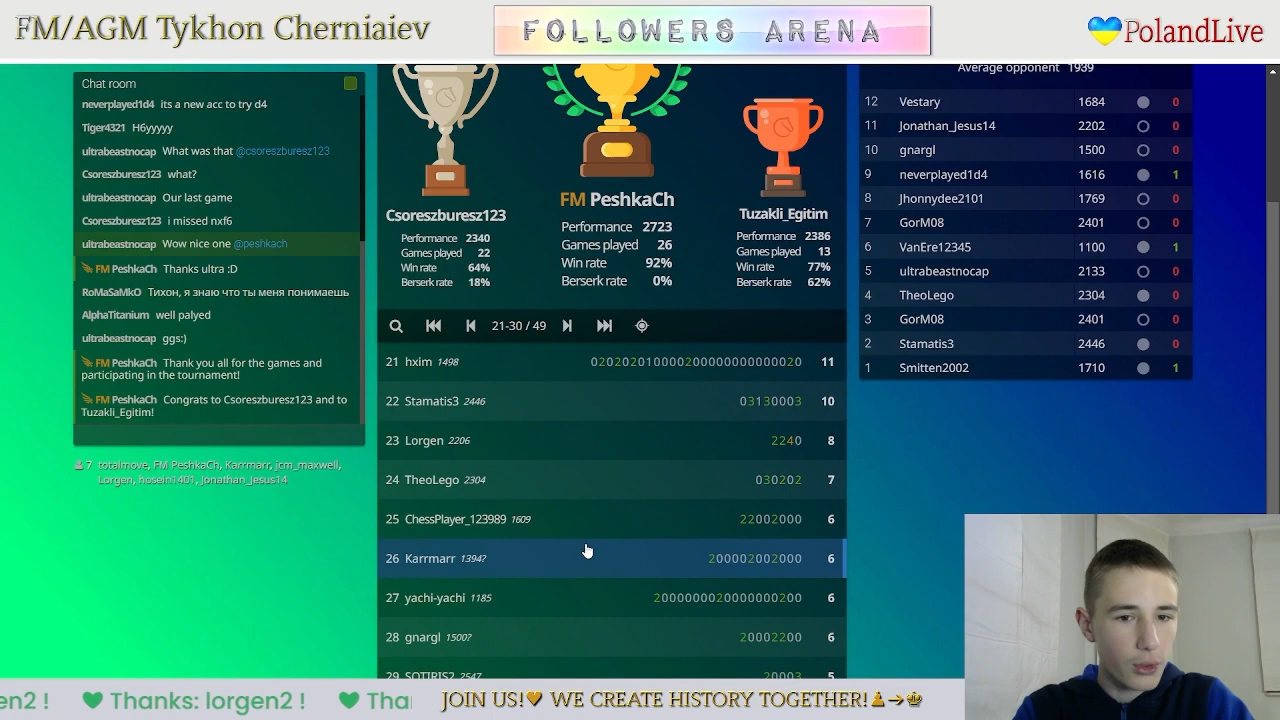 FM/AGM Tykhon Cherniaiev
FOLLOWERS ARENA
PolandLive
Chat room
neverplayed1d4 its a new acc to try d4
Tiger4321 H6yyyyy
ultrabeastnocap What was that @csoreszburesz123
Csoreszburesz123 what?
ultrabeastnocap Our last game
Csoreszburesz123 i missed nxf6
ultrabeastnocap Wow nice one @peshkach
FM PeshkaCh Thanks ultra :D
RoMaSaMkO Тихон, я знаю что ты меня понимаешь
AlphaTitanium well palyed
ultrabeastnocap ggs:)
FM PeshkaCh Thank you all for the games and
participating in the tournament!
FM PeshkaCh Congrats to Csoreszburesz123 and to
Tuzakli_Egitim!
7 totalmove, FM PeshkaCh, Karrmarr, jcm_maxwell,
Lorgen, hosein1401, Jonathan_Jesus14
Csoreszburesz123
Performance 2340
Games played 22
Win rate 64%
Berserk rate 18%
FM PeshkaCh
Performance 2723
Games played 26
Win rate 92%
Berserk rate 0%
Tuzakli_Egitim
Performance 2386
Games played 13
Win rate 77%
Berserk rate 62%
21-30 / 49
21 hxim 1498 11
22 Stamatis3 2446 03130003 10
23 Lorgen 2206 2240 8
24 TheoLego 2304 030202 7
25 ChessPlayer_123989 1609 22002000 6
26 Karrmarr 1394? 200002002000 6
27 yachi-yachi 1185 6
28 gnargl 1500? 20002200 6
29 SOTIRIS2 2547 20003 5
Average opponent 1939
12 Vestary 1684 0
11 Jonathan_Jesus14 2202 0
10 gnargl 1500 0
9 neverplayed1d4 1616 1
8 Jhonnydee2101 1769 0
7 GorM08 2401 0
6 VanEre12345 1100 1
5 ultrabeastnocap 2133 0
4 TheoLego 2304 0
3 GorM08 2401 0
2 Stamatis3 2446 0
1 Smitten2002 1710 1
en2 ! Thanks: lorgen2 ! Tha
JOIN US! WE CREATE HISTORY TOGETHER!